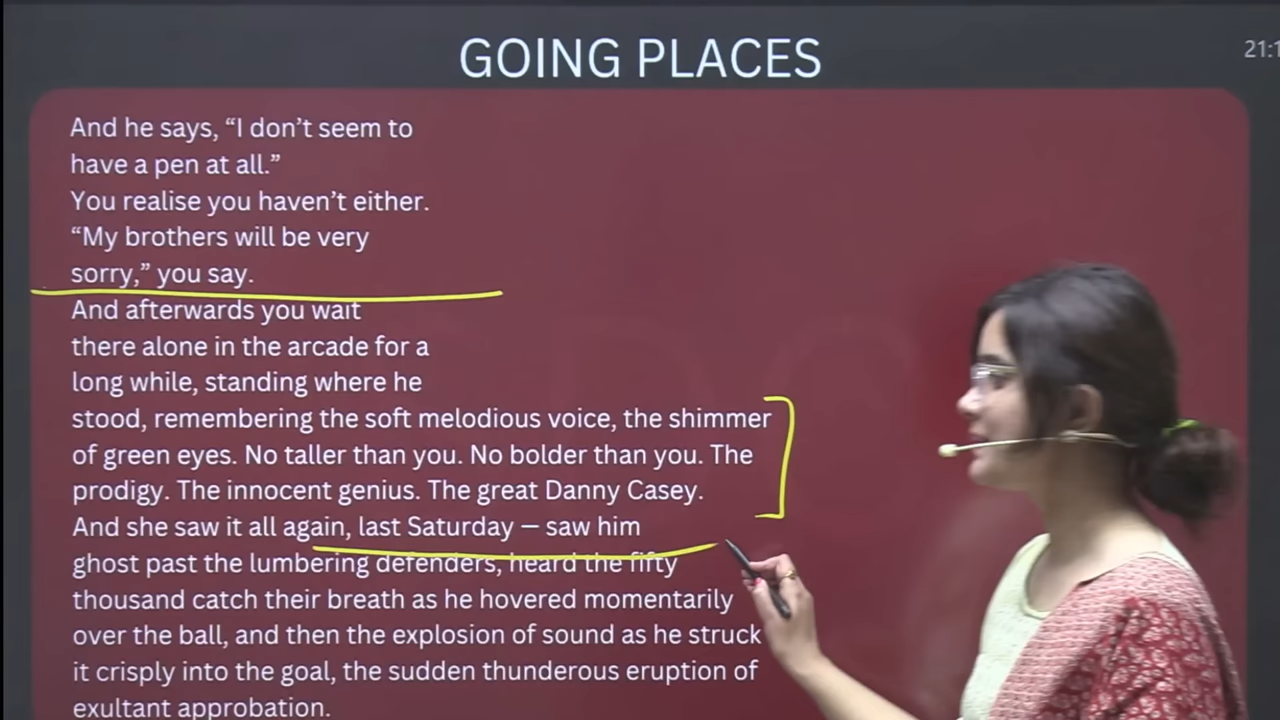 GOING PLACES
21:1
And he says, “I don’t seem to
have a pen at all.”
You realise you haven’t either.
“My brothers will be very
sorry,” you say.
And afterwards you wait
there alone in the arcade for a
long while, standing where he
stood, remembering the soft melodious voice, the shimmer
of green eyes. No taller than you. No bolder than you. The
prodigy. The innocent genius. The great Danny Casey.
And she saw it all again, last Saturday — saw him
ghost past the lumbering defenders, heard the fifty
thousand catch their breath as he hovered momentarily
over the ball, and then the explosion of sound as he struck
it crisply into the goal, the sudden thunderous eruption of
exultant approbation.